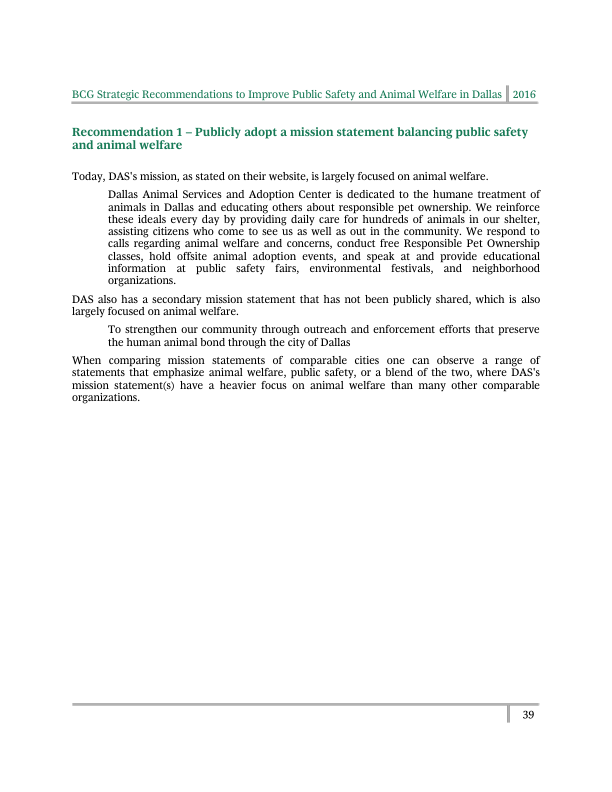 BCG Strategic Recommendations to Improve Public Safety and Animal Welfare in Dallas 2016
Recommendation 1 – Publicly adopt a mission statement balancing public safety
and animal welfare
Today, DAS's mission, as stated on their website, is largely focused on animal welfare.
Dallas Animal Services and Adoption Center is dedicated to the humane treatment of
animals in Dallas and educating others about responsible pet ownership. We reinforce
these ideals every day by providing daily care for hundreds of animals in our shelter,
assisting citizens who come to see us as well as out in the community. We respond to
calls regarding animal welfare and concerns, conduct free Responsible Pet Ownership
classes, hold offsite animal adoption events, and speak at and provide educational
information at public safety fairs, environmental festivals, and neighborhood
organizations.
DAS also has a secondary mission statement that has not been publicly shared, which is also
largely focused on animal welfare.
To strengthen our community through outreach and enforcement efforts that preserve
the human animal bond through the city of Dallas
When comparing mission statements of comparable cities one can observe a range of
statements that emphasize animal welfare, public safety, or a blend of the two, where DAS's
mission statement(s) have a heavier focus on animal welfare than many other comparable
organizations.
39